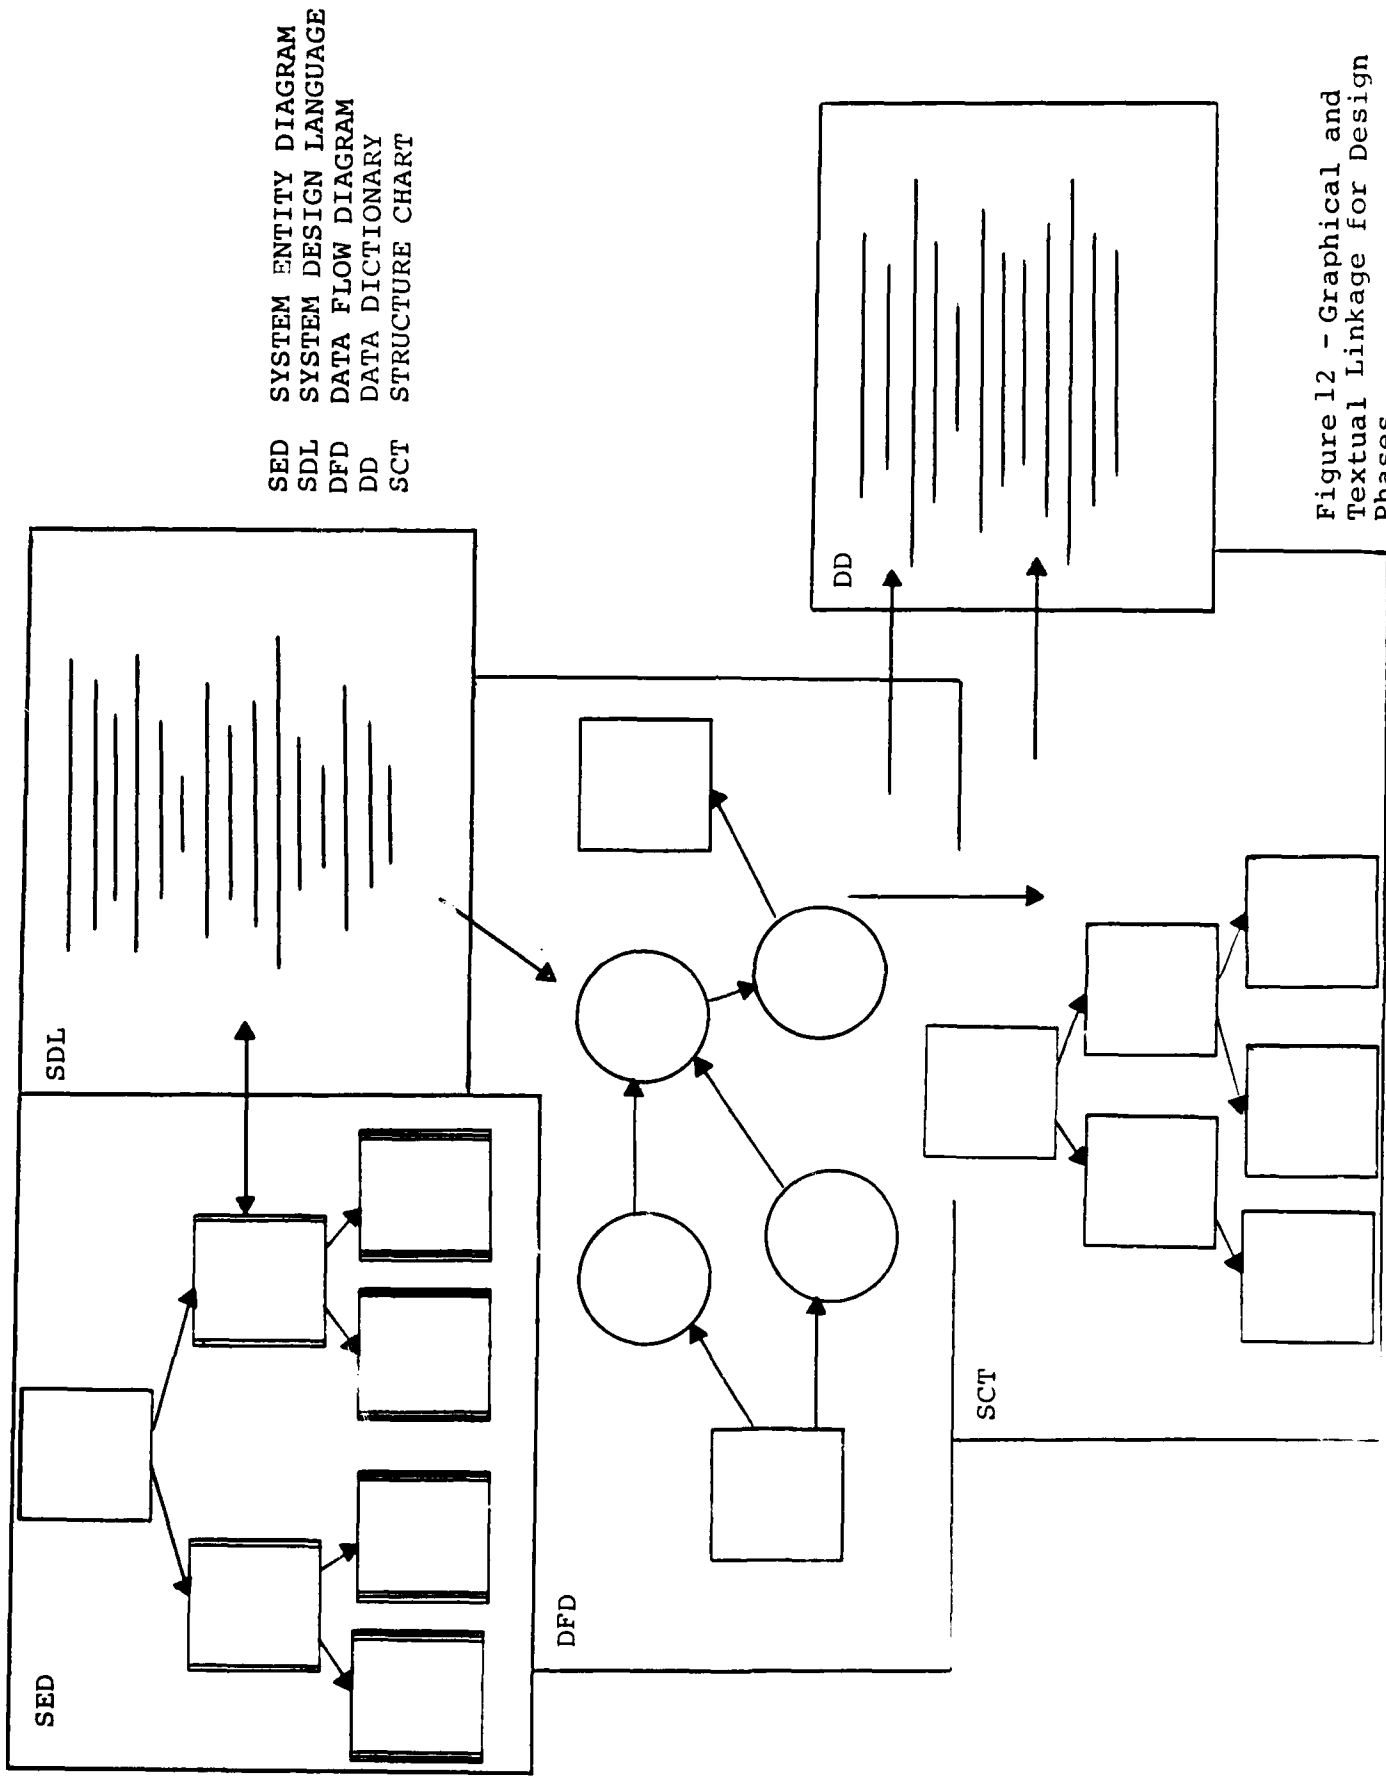 SED SYSTEM ENTITY DIAGRAM
SDL SYSTEM DESIGN LANGUAGE
DFD DATA FLOW DIAGRAM
DD DATA DICTIONARY
SCT STRUCTURE CHART
SED
SDL
DFD
DD
SCT
Figure 12 - Graphical and
Textual Linkage for Design
Phases